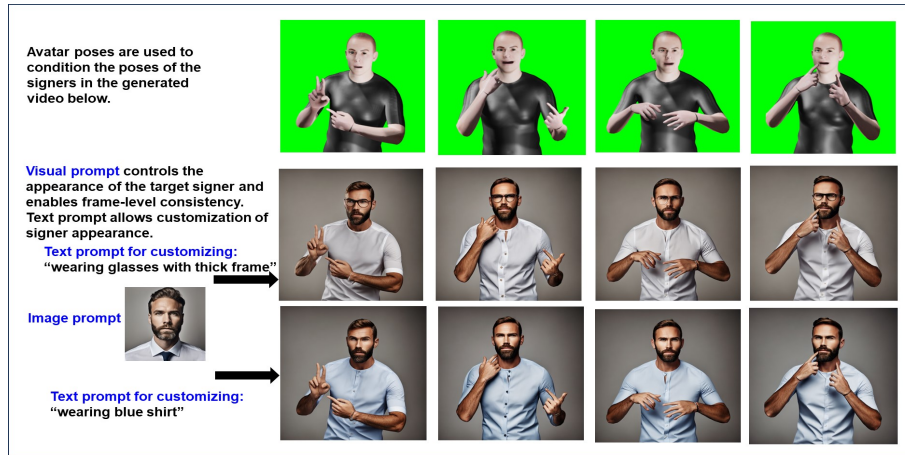 Avatar poses are used to
condition the poses of the
signers in the generated
video below.
Visual prompt controls the
appearance of the target signer and
enables frame-level consistency.
Text prompt allows customization of
signer appearance.
Text prompt for customizing:
“wearing glasses with thick frame”
Image prompt
Text prompt for customizing:
“wearing blue shirt”